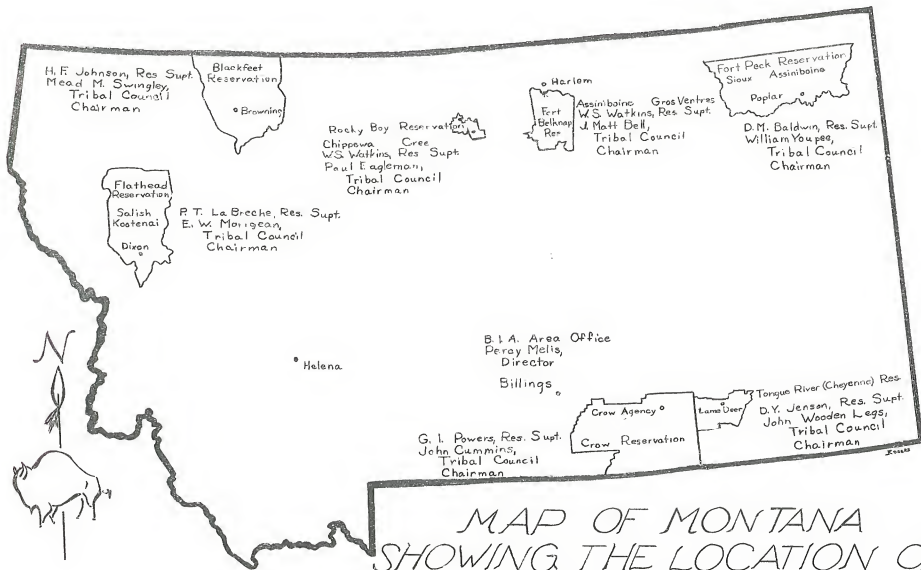 H. F. Johnson, Res Supt.
Mead M. Swingley,
Tribal Council
Chairman
Blackfeet
Reservation
Browning
Rocky Boy Reservation
Chippewa Cree
W.S. Watkins, Res Supt.
Paul Eagleman,
Tribal Council
Chairman
Harlem
Fort
Belknap
Res
Assiniboine Gros Ventres
W.S. Watkins, Res Supt.
J. Matt Bell,
Tribal Council
Chairman
Fort Peck Reservation
Sioux Assiniboine
Poplar
D.M. Baldwin, Res. Supt.
William Youpee,
Tribal Council
Chairman
Flathead
Reservation
Salish
Kootenai
Dixon
P. T. La Breche, Res. Supt.
E. W. Morigeau,
Tribal Council
Chairman
N
Helena
B. I. A. Area Office
Percy Melis,
Director
Billings
G. I. Powers, Res. Supt.
John Cummins,
Tribal Council
Chairman
Crow Agency
Crow Reservation
Lame Deer
Tongue River (Cheyenne) Res
D. Y. Jenson, Res. Supt.
John Wooden Legs,
Tribal Council
Chairman
MAP OF MONTANA
SHOWING THE LOCATION